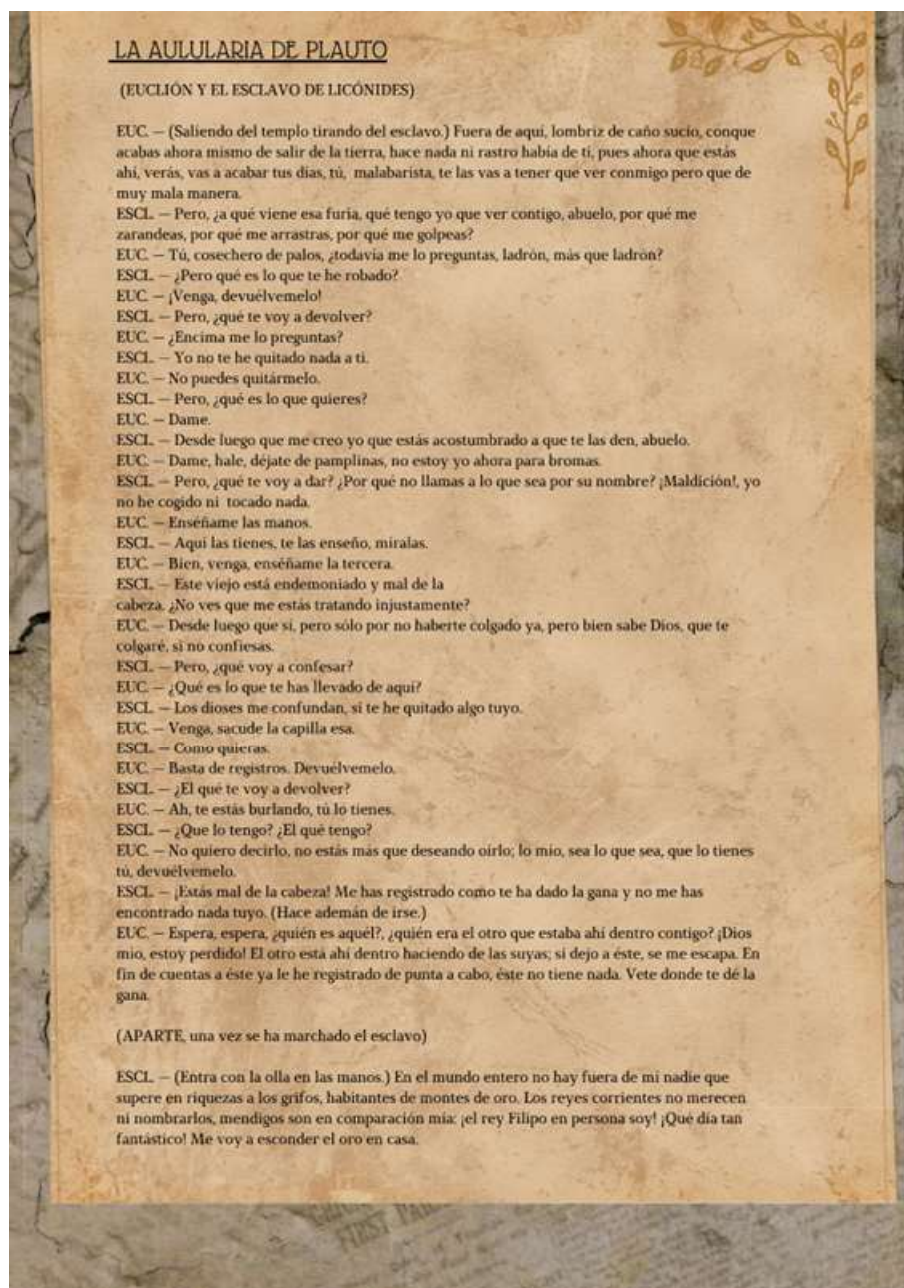 LA AULULARIA DE PLAUTO
(EUCLIÓN Y EL ESCLAVO DE LICÓNIDES)
EUC. — (Saliendo del templo tirando del esclavo.) Fuera de aquí, lombriz de caño sucio, conque
acabas ahora mismo de salir de la tierra, hace nada ni rastro había de ti, pues ahora que estás
ahí, verás, vas a acabar tus días, tú, malabarista, te las vas a tener que ver conmigo pero que de
muy mala manera.
ESCL. — Pero, ¿a qué viene esa furia, qué tengo yo que ver contigo, abuelo, por qué me
zarandeas, por qué me arrastras, por qué me golpeas?
EUC. — Tú, cosechero de palos, ¿todavía me lo preguntas, ladrón, más que ladrón?
ESCL. — ¿Pero qué es lo que te he robado?
EUC. — ¡Venga, devuélvemelo!
ESCL. — Pero, ¿qué te voy a devolver?
EUC. — ¿Encima me lo preguntas?
ESCL. — Yo no te he quitado nada a ti.
EUC. — No puedes quitármelo.
ESCL. — Pero, ¿qué es lo que quieres?
EUC. — Dame.
ESCL. — Desde luego que me creo yo que estás acostumbrado a que te las den, abuelo.
EUC. — Dame, hale, déjate de pamplinas, no estoy yo ahora para bromas.
ESCL. — Pero, ¿qué te voy a dar? ¿Por qué no llamas a lo que sea por su nombre? ¡Maldición!, yo
no he cogido ni tocado nada.
EUC. — Enséñame las manos.
ESCL. — Aquí las tienes, te las enseño, míralas.
EUC. — Bien, venga, enséñame la tercera.
ESCL. — Este viejo está endemoniado y mal de la
cabeza. ¿No ves que me estás tratando injustamente?
EUC. — Desde luego que sí, pero sólo por no haberte colgado ya, pero bien sabe Dios, que te
colgaré, si no confiesas.
ESCL. — Pero, ¿qué voy a confesar?
EUC. — ¿Qué es lo que te has llevado de aquí?
ESCL. — Los dioses me confundan, si te he quitado algo tuyo.
EUC. — Venga, sacude la capilla esa.
ESCL. — Como quieras.
EUC. — Basta de registros. Devuélvemelo.
ESCL. — ¿El qué te voy a devolver?
EUC. — Ah, te estás burlando, tú lo tienes.
ESCL. — ¿Que lo tengo? ¿El qué tengo?
EUC. — No quiero decirlo, no estás más que deseando oírlo; lo mío, sea lo que sea, que lo tienes
tú, devuélvemelo.
ESCL. — ¡Estás mal de la cabeza! Me has registrado como te ha dado la gana y no me has
encontrado nada tuyo. (Hace ademán de irse.)
EUC. — Espera, espera, ¿quién es aquél?, ¿quién era el otro que estaba ahí dentro contigo? ¡Dios
mío, estoy perdido! El otro está ahí dentro haciendo de las suyas; si dejo a éste, se me escapa. En
fin de cuentas a éste ya le he registrado de punta a cabo, éste no tiene nada. Vete donde te dé la
gana.
(APARTE, una vez se ha marchado el esclavo)
ESCL. — (Entra con la olla en las manos.) En el mundo entero no hay fuera de mí nadie que
supere en riquezas a los grifos, habitantes de montes de oro. Los reyes corrientes no merecen
ni nombrarlos, mendigos son en comparación mía: ¡el rey Filipo en persona soy! ¡Qué día tan
fantástico! Me voy a esconder el oro en casa.